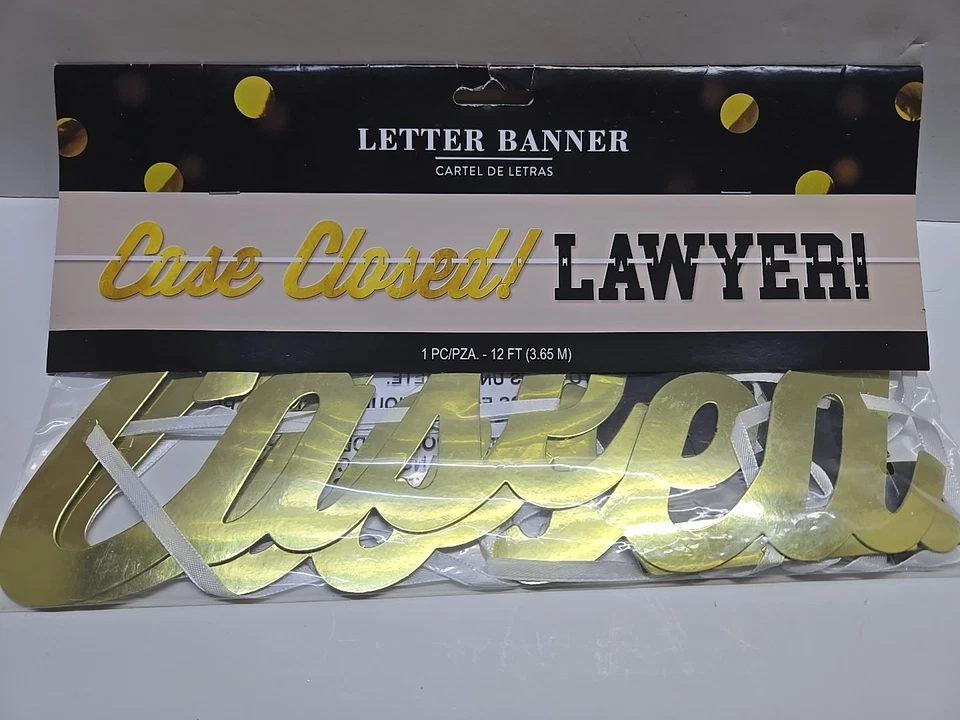 LETTER BANNER
CARTEL DE LETRAS
Case Closed! LAWYER!
1 PC/PZA. - 12 FT (3.65 M)